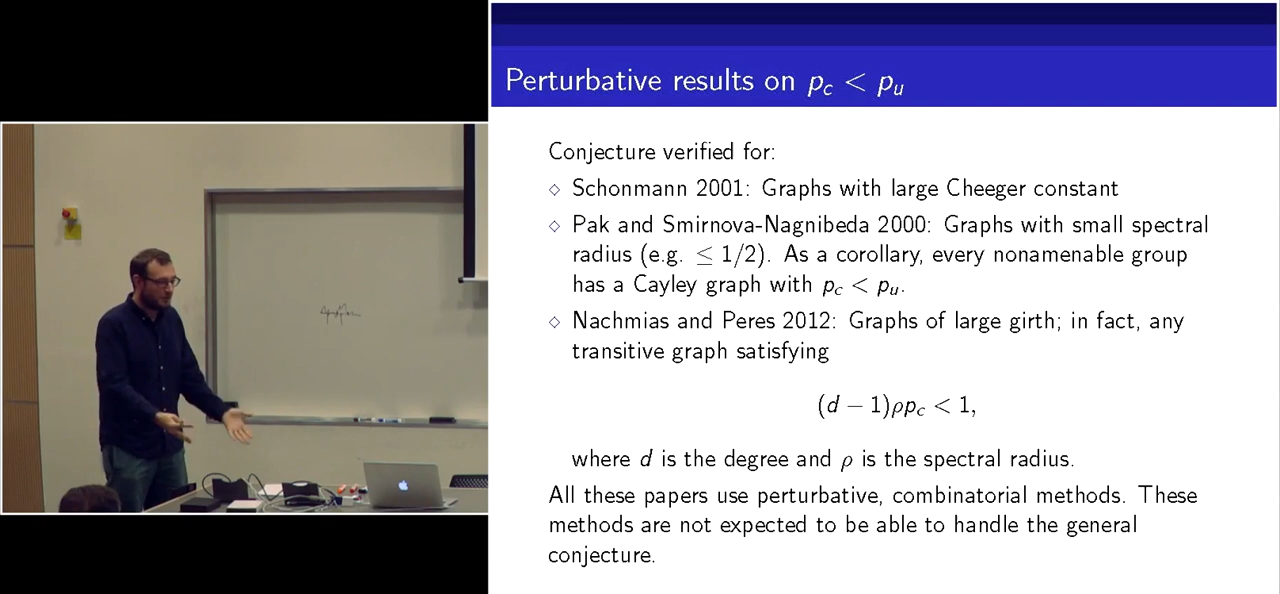 Perturbative results on p_c < p_u
Conjecture verified for:
⋄ Schonmann 2001: Graphs with large Cheeger constant
⋄ Pak and Smirnova-Nagnibeda 2000: Graphs with small spectral
radius (e.g. ≤ 1/2). As a corollary, every nonamenable group
has a Cayley graph with p_c < p_u.
⋄ Nachmias and Peres 2012: Graphs of large girth; in fact, any
transitive graph satisfying
(d − 1)ρp_c < 1,
where d is the degree and ρ is the spectral radius.
All these papers use perturbative, combinatorial methods. These
methods are not expected to be able to handle the general
conjecture.